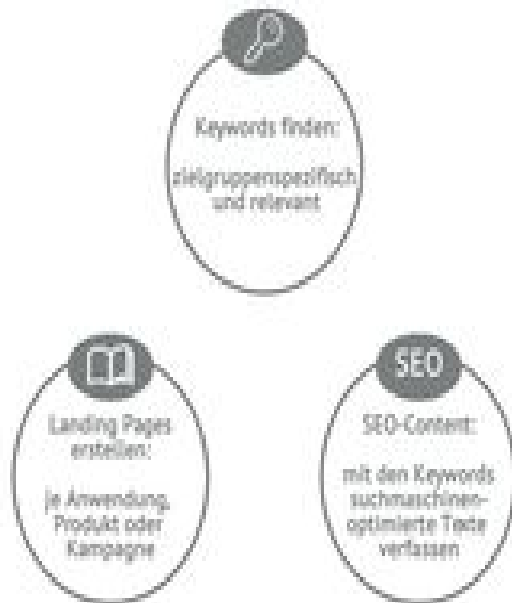 Keywords finden:
zielgruppenspezifisch
und relevant
Landing Pages
erstellen:
je Anwendung,
Produkt oder
Kampagne
SEO
SEO-Content:
mit den Keywords
suchmaschinen-
optimierte Texte
verfassen